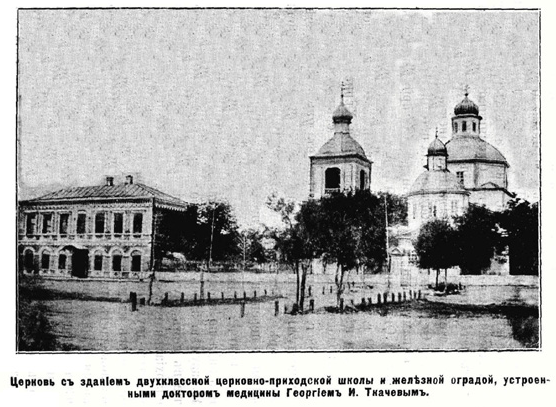 Церковь съ зданіемъ двухклассной церковно-приходской школы и желѣзной оградой, устроен-
ными докторомъ медицины Георгіемъ И. Ткачевымъ.